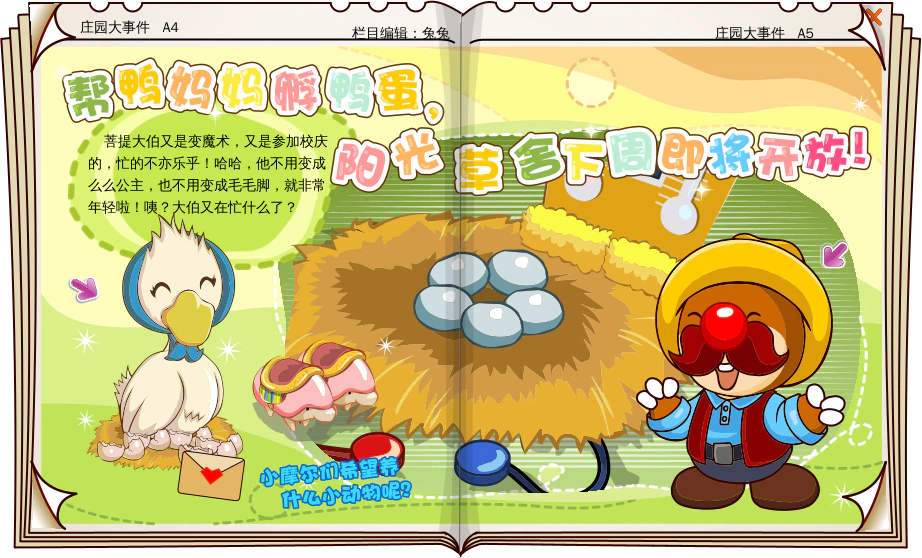 庄园大事件 A4
栏目编辑：兔兔
庄园大事件 A5
帮鸭妈妈孵鸭蛋，
阳光草舍下周即将开放！
菩提大伯又是变魔术，又是参加校庆
的，忙的不亦乐乎！哈哈，他不用变成
么么公主，也不用变成毛毛脚，就非常
年轻啦！咦？大伯又在忙什么了？
小摩尔们希望养
什么小动物呢？